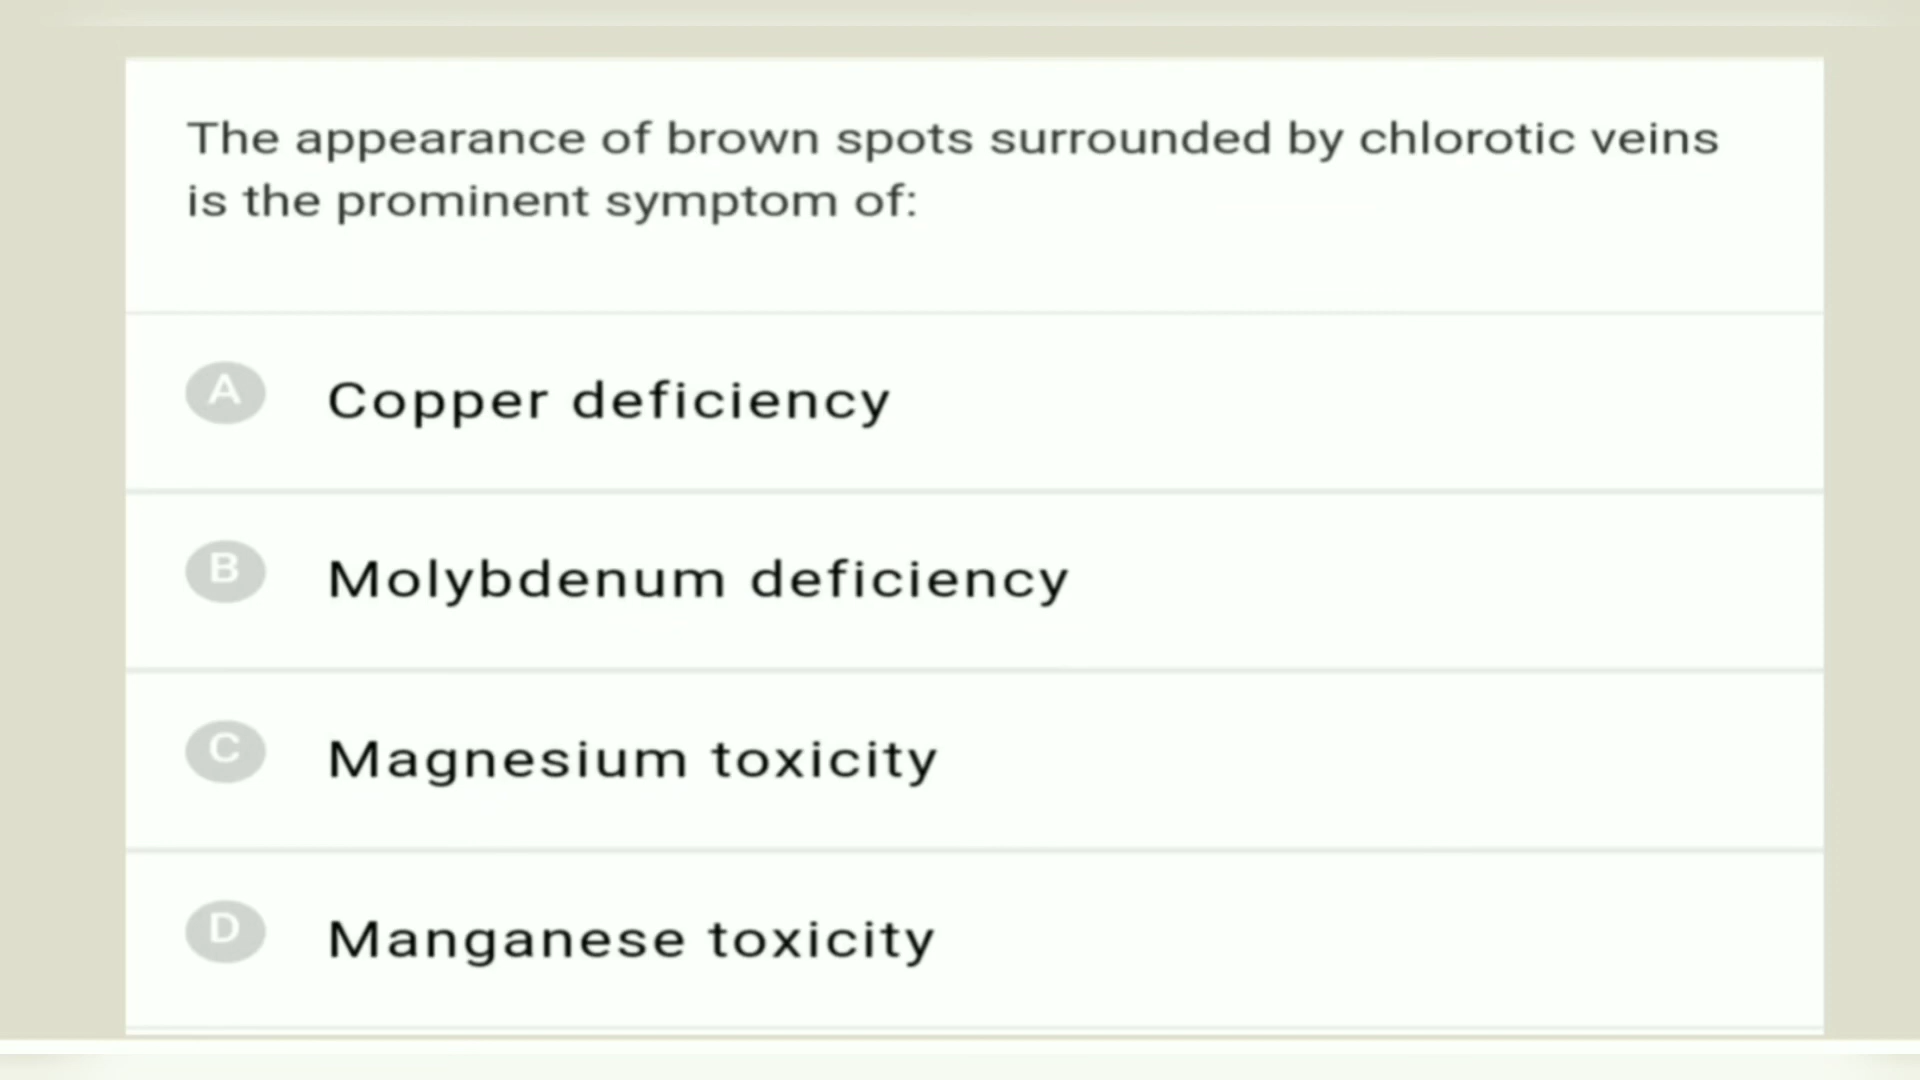 The appearance of brown spots surrounded by chlorotic veins
is the prominent symptom of:
A Copper deficiency
B Molybdenum deficiency
C Magnesium toxicity
D Manganese toxicity